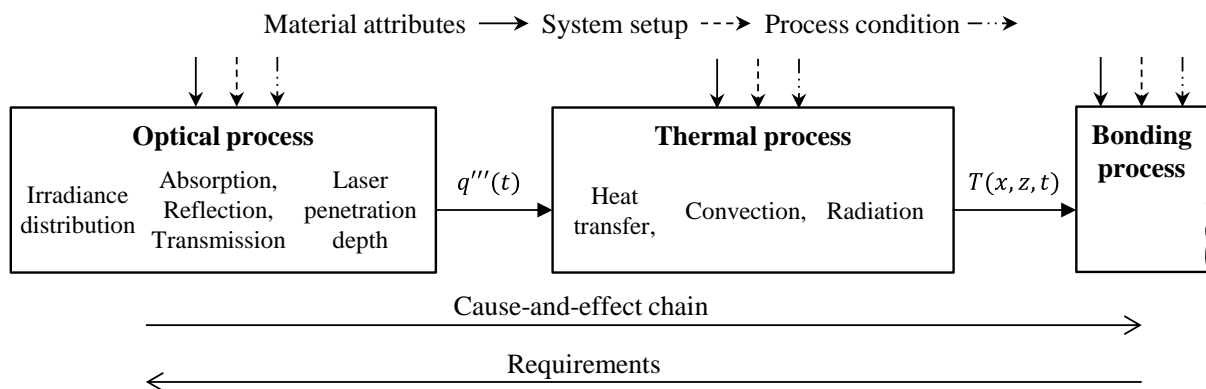 Material attributes System setup Process condition
Optical process
Irradiance
distribution
Absorption,
Reflection,
Transmission
Laser
penetration
depth
q'''(t)
Thermal process
Heat
transfer,
Convection,
Radiation
T(x, z, t)
Bonding
process
Cause-and-effect chain
Requirements